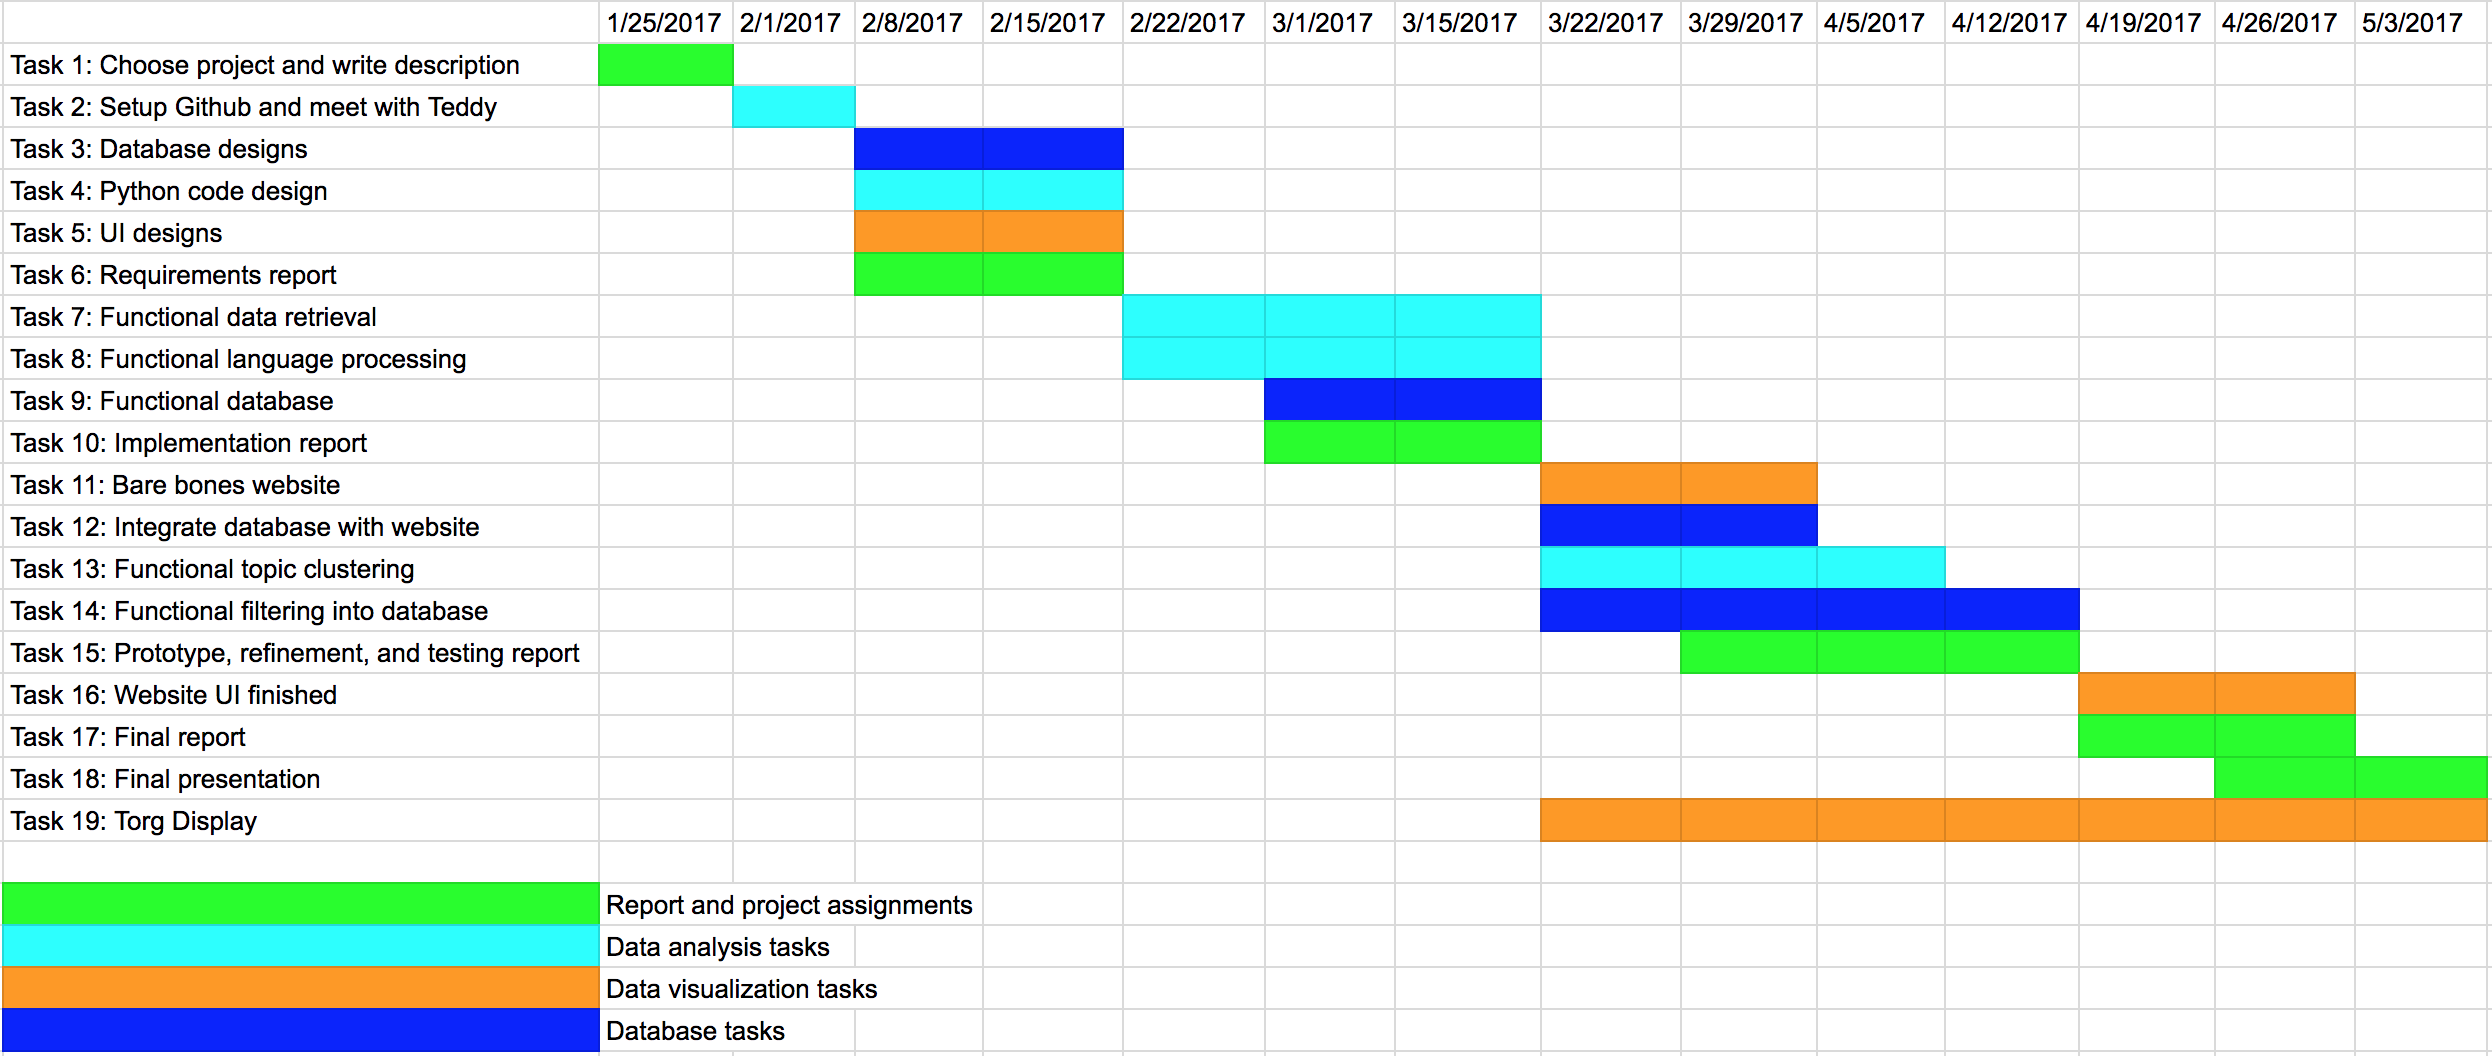 1/25/2017 2/1/2017 2/8/2017 2/15/2017 2/22/2017 3/1/2017 3/15/2017 3/22/2017 3/29/2017 4/5/2017 4/12/2017 4/19/2017 4/26/2017 5/3/2017
Task 1: Choose project and write description
Task 2: Setup Github and meet with Teddy
Task 3: Database designs
Task 4: Python code design
Task 5: UI designs
Task 6: Requirements report
Task 7: Functional data retrieval
Task 8: Functional language processing
Task 9: Functional database
Task 10: Implementation report
Task 11: Bare bones website
Task 12: Integrate database with website
Task 13: Functional topic clustering
Task 14: Functional filtering into database
Task 15: Prototype, refinement, and testing report
Task 16: Website UI finished
Task 17: Final report
Task 18: Final presentation
Task 19: Torg Display
Report and project assignments
Data analysis tasks
Data visualization tasks
Database tasks